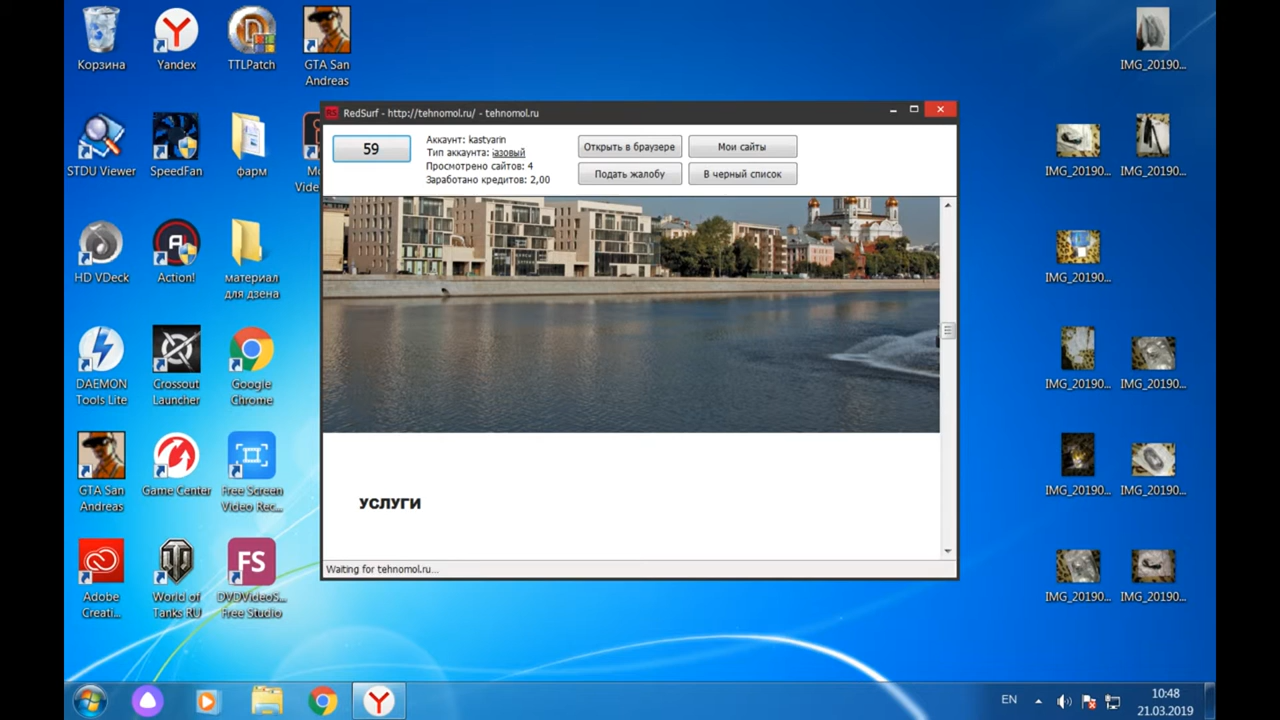 Корзина
Yandex
TTLPatch
GTA San
Andreas
STDU Viewer
SpeedFan
фарм
HD VDeck
Action!
материал
для дзена
DAEMON
Tools Lite
Crossout
Launcher
Google
Chrome
GTA San
Andreas
Game Center
Free Screen
Video Rec...
Adobe
Creati...
World of
Tanks RU
FS
DVDVideoS...
Free Studio
RS
RedSurf - http://tehnomol.ru/ - tehnomol.ru
59
Аккаунт: kastyarin
Тип аккаунта: азовый
Просмотрено сайтов: 4
Заработано кредитов: 2,00
Открыть в браузере
Мои сайты
Подать жалобу
В черный список
УСЛУГИ
Waiting for tehnomol.ru...
IMG_20190...
IMG_20190...
IMG_20190...
IMG_20190...
IMG_20190...
IMG_20190...
IMG_20190...
IMG_20190...
IMG_20190...
IMG_20190...
EN
10:48
21.03.2019